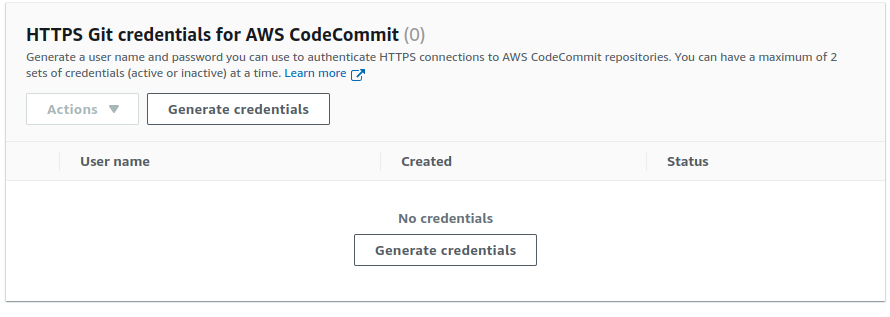 HTTPS Git credentials for AWS CodeCommit (0)
Generate a user name and password you can use to authenticate HTTPS connections to AWS CodeCommit repositories. You can have a maximum of 2
sets of credentials (active or inactive) at a time. Learn more
Actions Generate credentials
User name Created Status
No credentials
Generate credentials